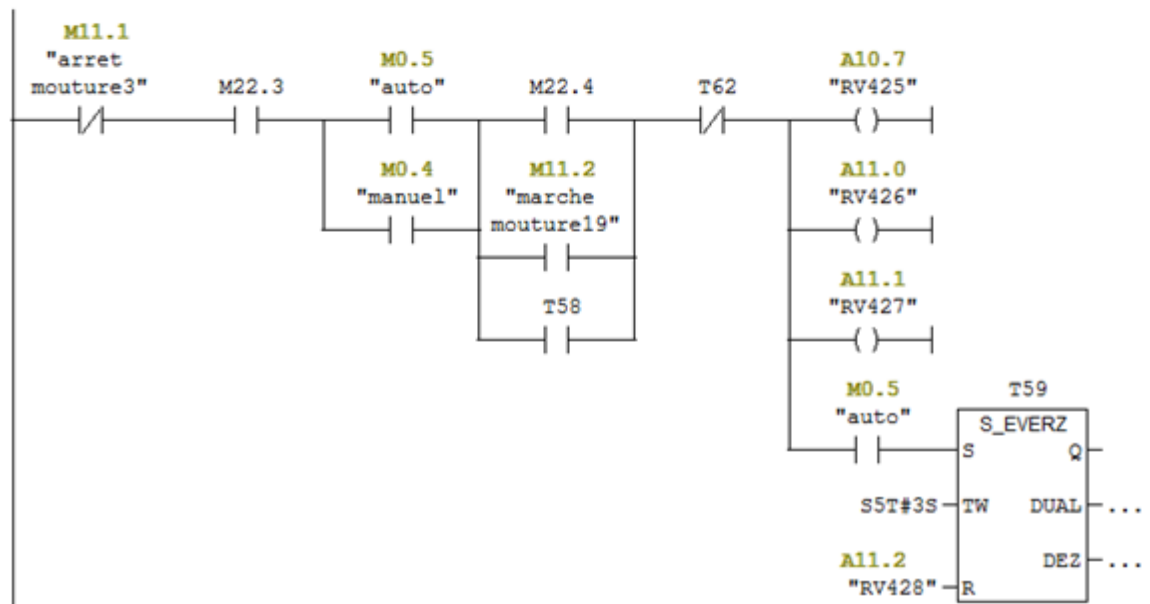 M11.1
"arret
mouture3"
M22.3
M0.5
"auto"
M22.4
T62
A10.7
"RV425"
M0.4
"manuel"
M11.2
"marche
mouture19"
A11.0
"RV426"
T58
A11.1
"RV427"
M0.5
"auto"
T59
S_EVERZ
S
Q
S5T#3S
TW
DUAL
...
A11.2
"RV428"
R
DEZ
...